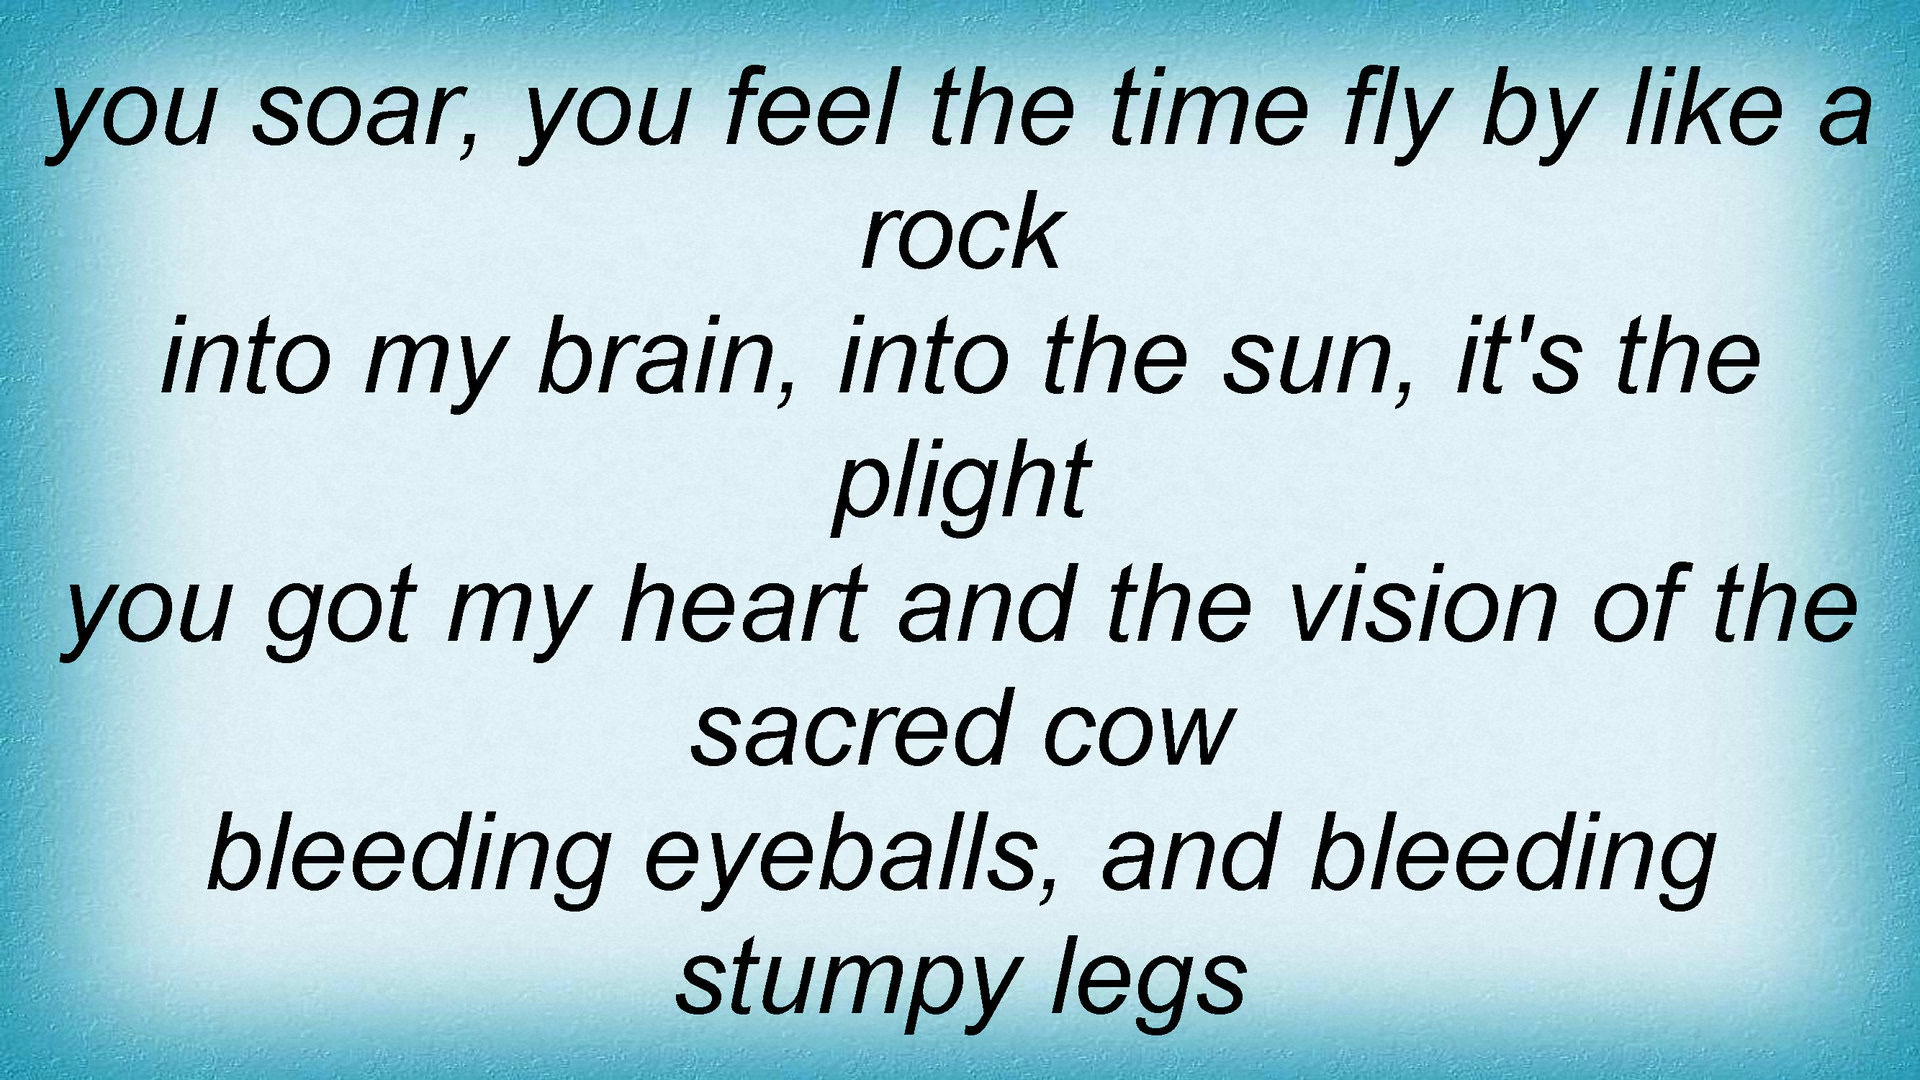 you soar, you feel the time fly by like a
rock
into my brain, into the sun, it's the
plight
you got my heart and the vision of the
sacred cow
bleeding eyeballs, and bleeding
stumpy legs